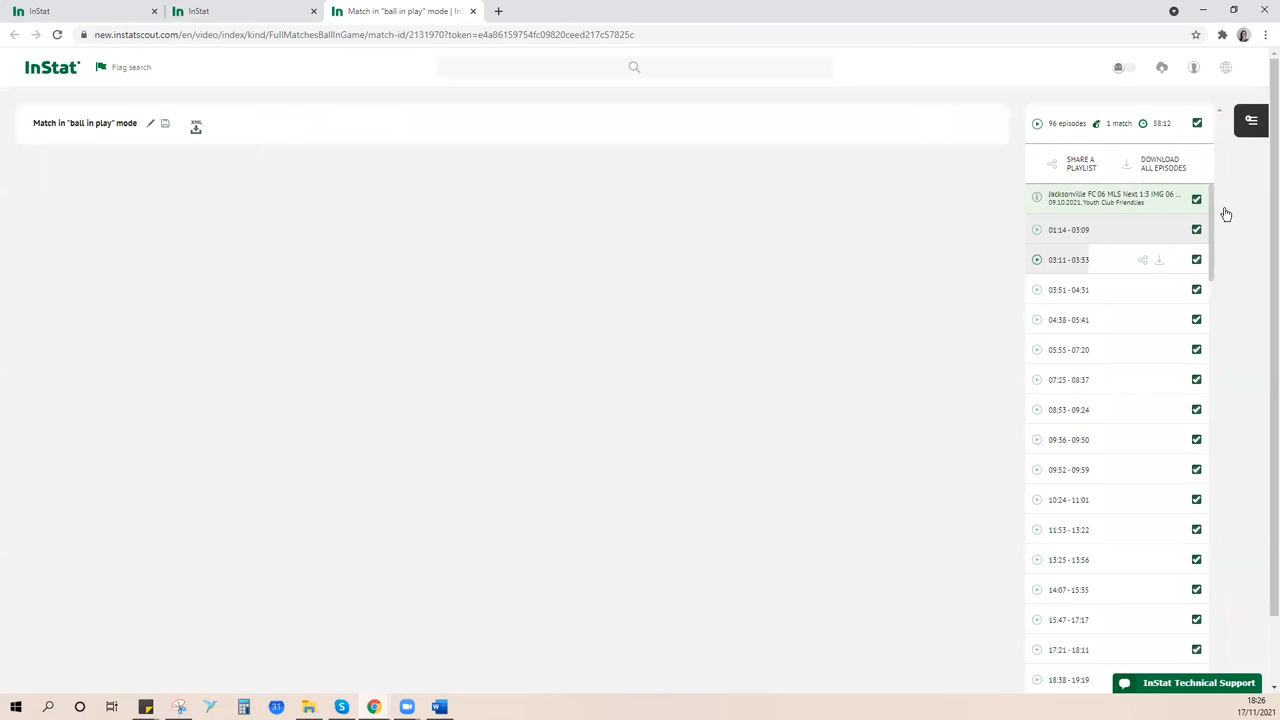 InStat
InStat
Match in "ball in play" mode | In
new.instatscout.com/en/video/index/kind/FullMatchesBallInGame/match-id/2131970?token=e4a86159754fc09820ceed217c57825c
InStat
Flag search
Match in "ball in play" mode
XML
96 episodes
1 match
58:12
SHARE A
PLAYLIST
DOWNLOAD
ALL EPISODES
Jacksonville FC 06 MLS Next 1:3 IMG 06 ...
09.10.2021, Youth Club Friendlies
01:14 - 03:09
03:11 - 03:33
03:51 - 04:31
04:38 - 05:41
05:55 - 07:20
07:25 - 08:37
08:53 - 09:24
09:36 - 09:50
09:52 - 09:59
10:24 - 11:01
11:53 - 13:22
13:25 - 13:56
14:07 - 15:35
15:47 - 17:17
17:21 - 18:11
18:38 - 19:19
InStat Technical Support
31
18:26
17/11/2021